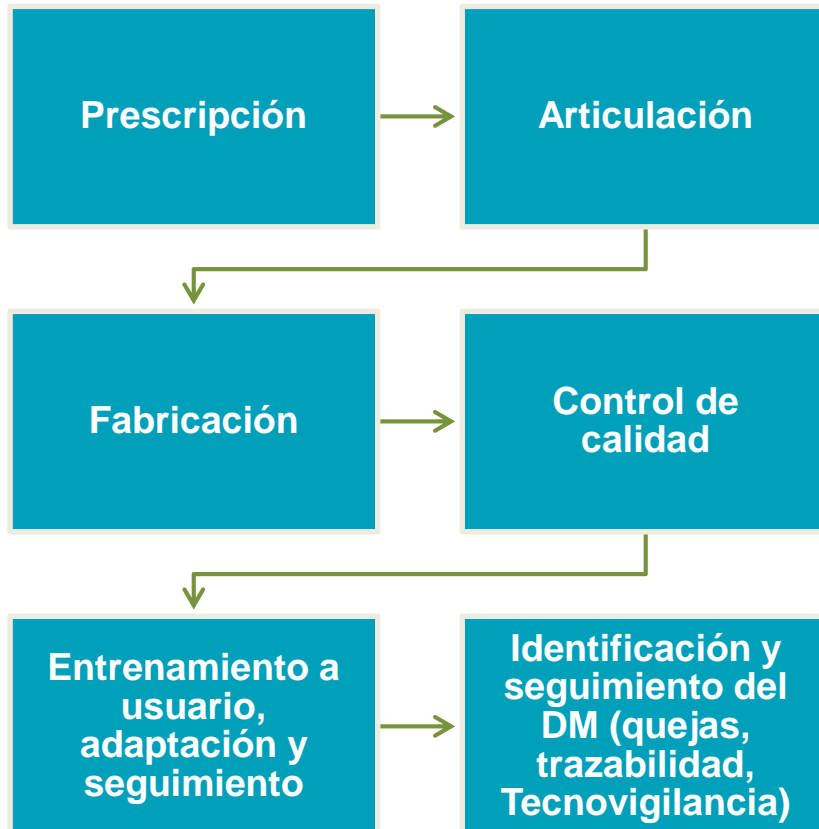 Prescripción
Articulación
Fabricación
Control de
calidad
Entrenamiento a
usuario,
adaptación y
seguimiento
Identificación y
seguimiento del
DM (quejas,
trazabilidad,
Tecnovigilancia)